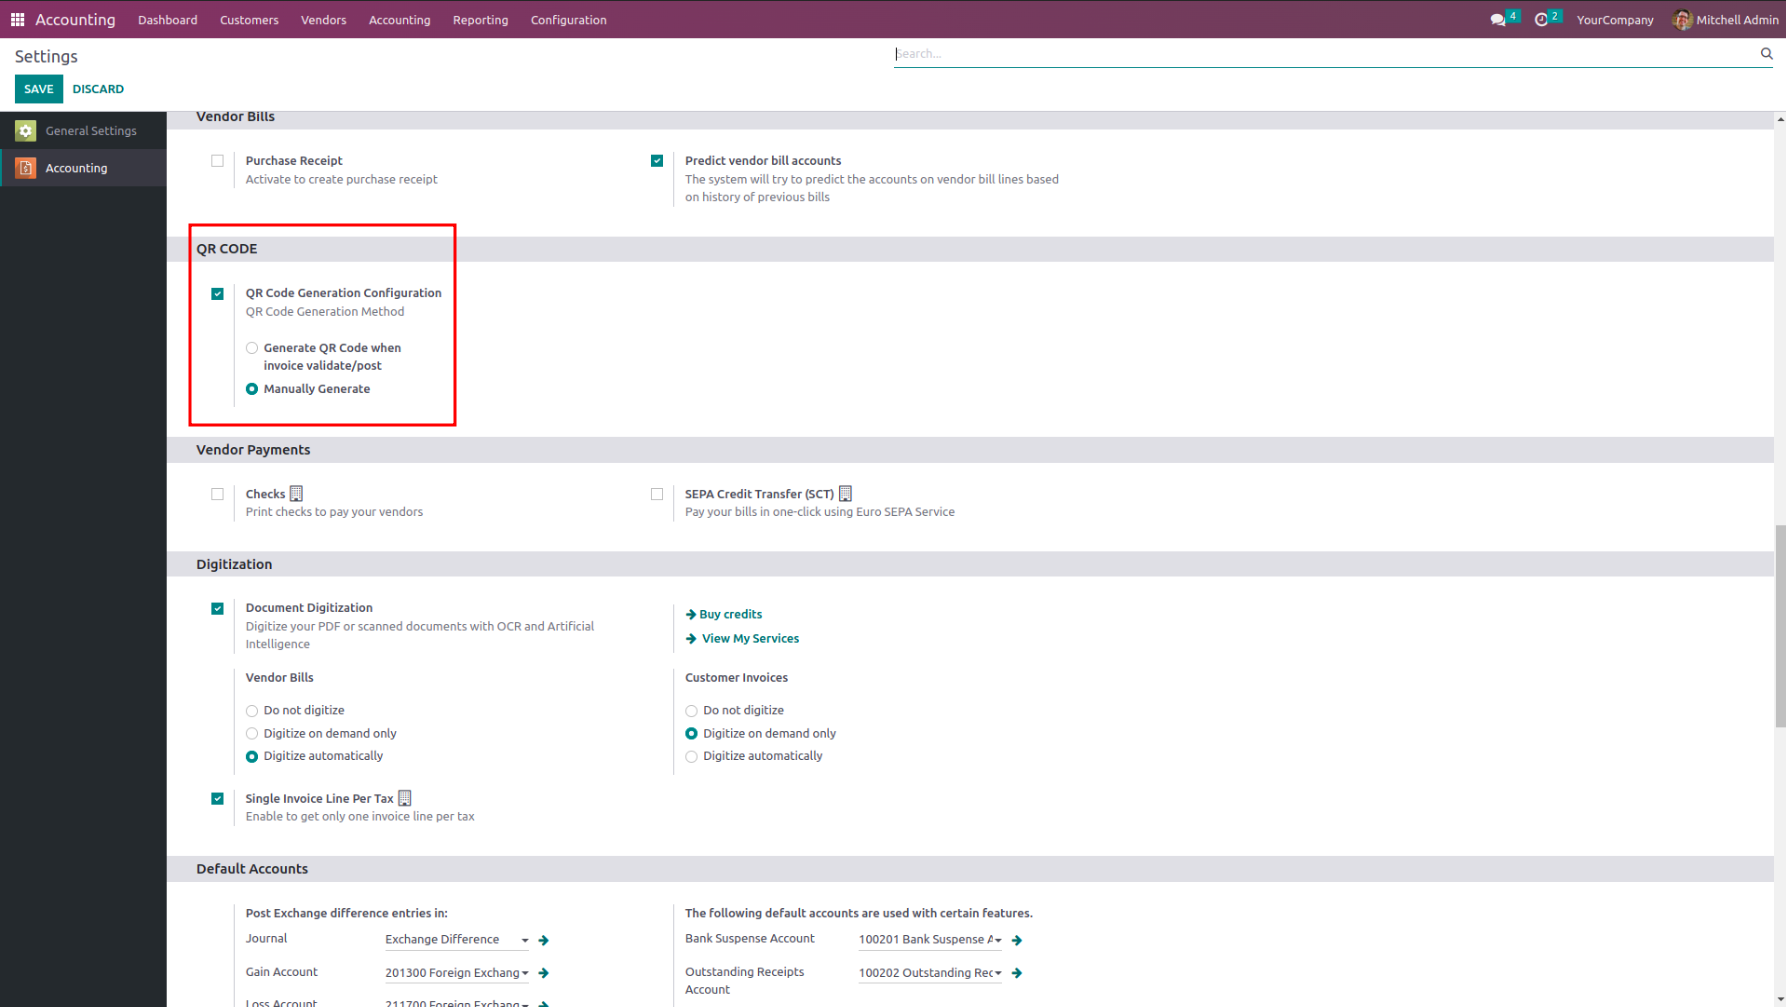 Accounting Dashboard Customers Vendors Accounting Reporting Configuration 4 2 YourCompany Mitchell Admin
Settings
Search...
SAVE DISCARD
General Settings
Accounting
Vendor Bills
Purchase Receipt
Activate to create purchase receipt
Predict vendor bill accounts
The system will try to predict the accounts on vendor bill lines based
on history of previous bills
QR CODE
QR Code Generation Configuration
QR Code Generation Method
Generate QR Code when
invoice validate/post
Manually Generate
Vendor Payments
Checks
Print checks to pay your vendors
SEPA Credit Transfer (SCT)
Pay your bills in one-click using Euro SEPA Service
Digitization
Document Digitization
Digitize your PDF or scanned documents with OCR and Artificial
Intelligence
Buy credits
View My Services
Vendor Bills
Do not digitize
Digitize on demand only
Digitize automatically
Customer Invoices
Do not digitize
Digitize on demand only
Digitize automatically
Single Invoice Line Per Tax
Enable to get only one invoice line per tax
Default Accounts
Post Exchange difference entries in:
Journal Exchange Difference
Gain Account 201300 Foreign Exchang
Loss Account 211700 Foreign Exchang
The following default accounts are used with certain features.
Bank Suspense Account 100201 Bank Suspense A
Outstanding Receipts 100202 Outstanding Rec
Account